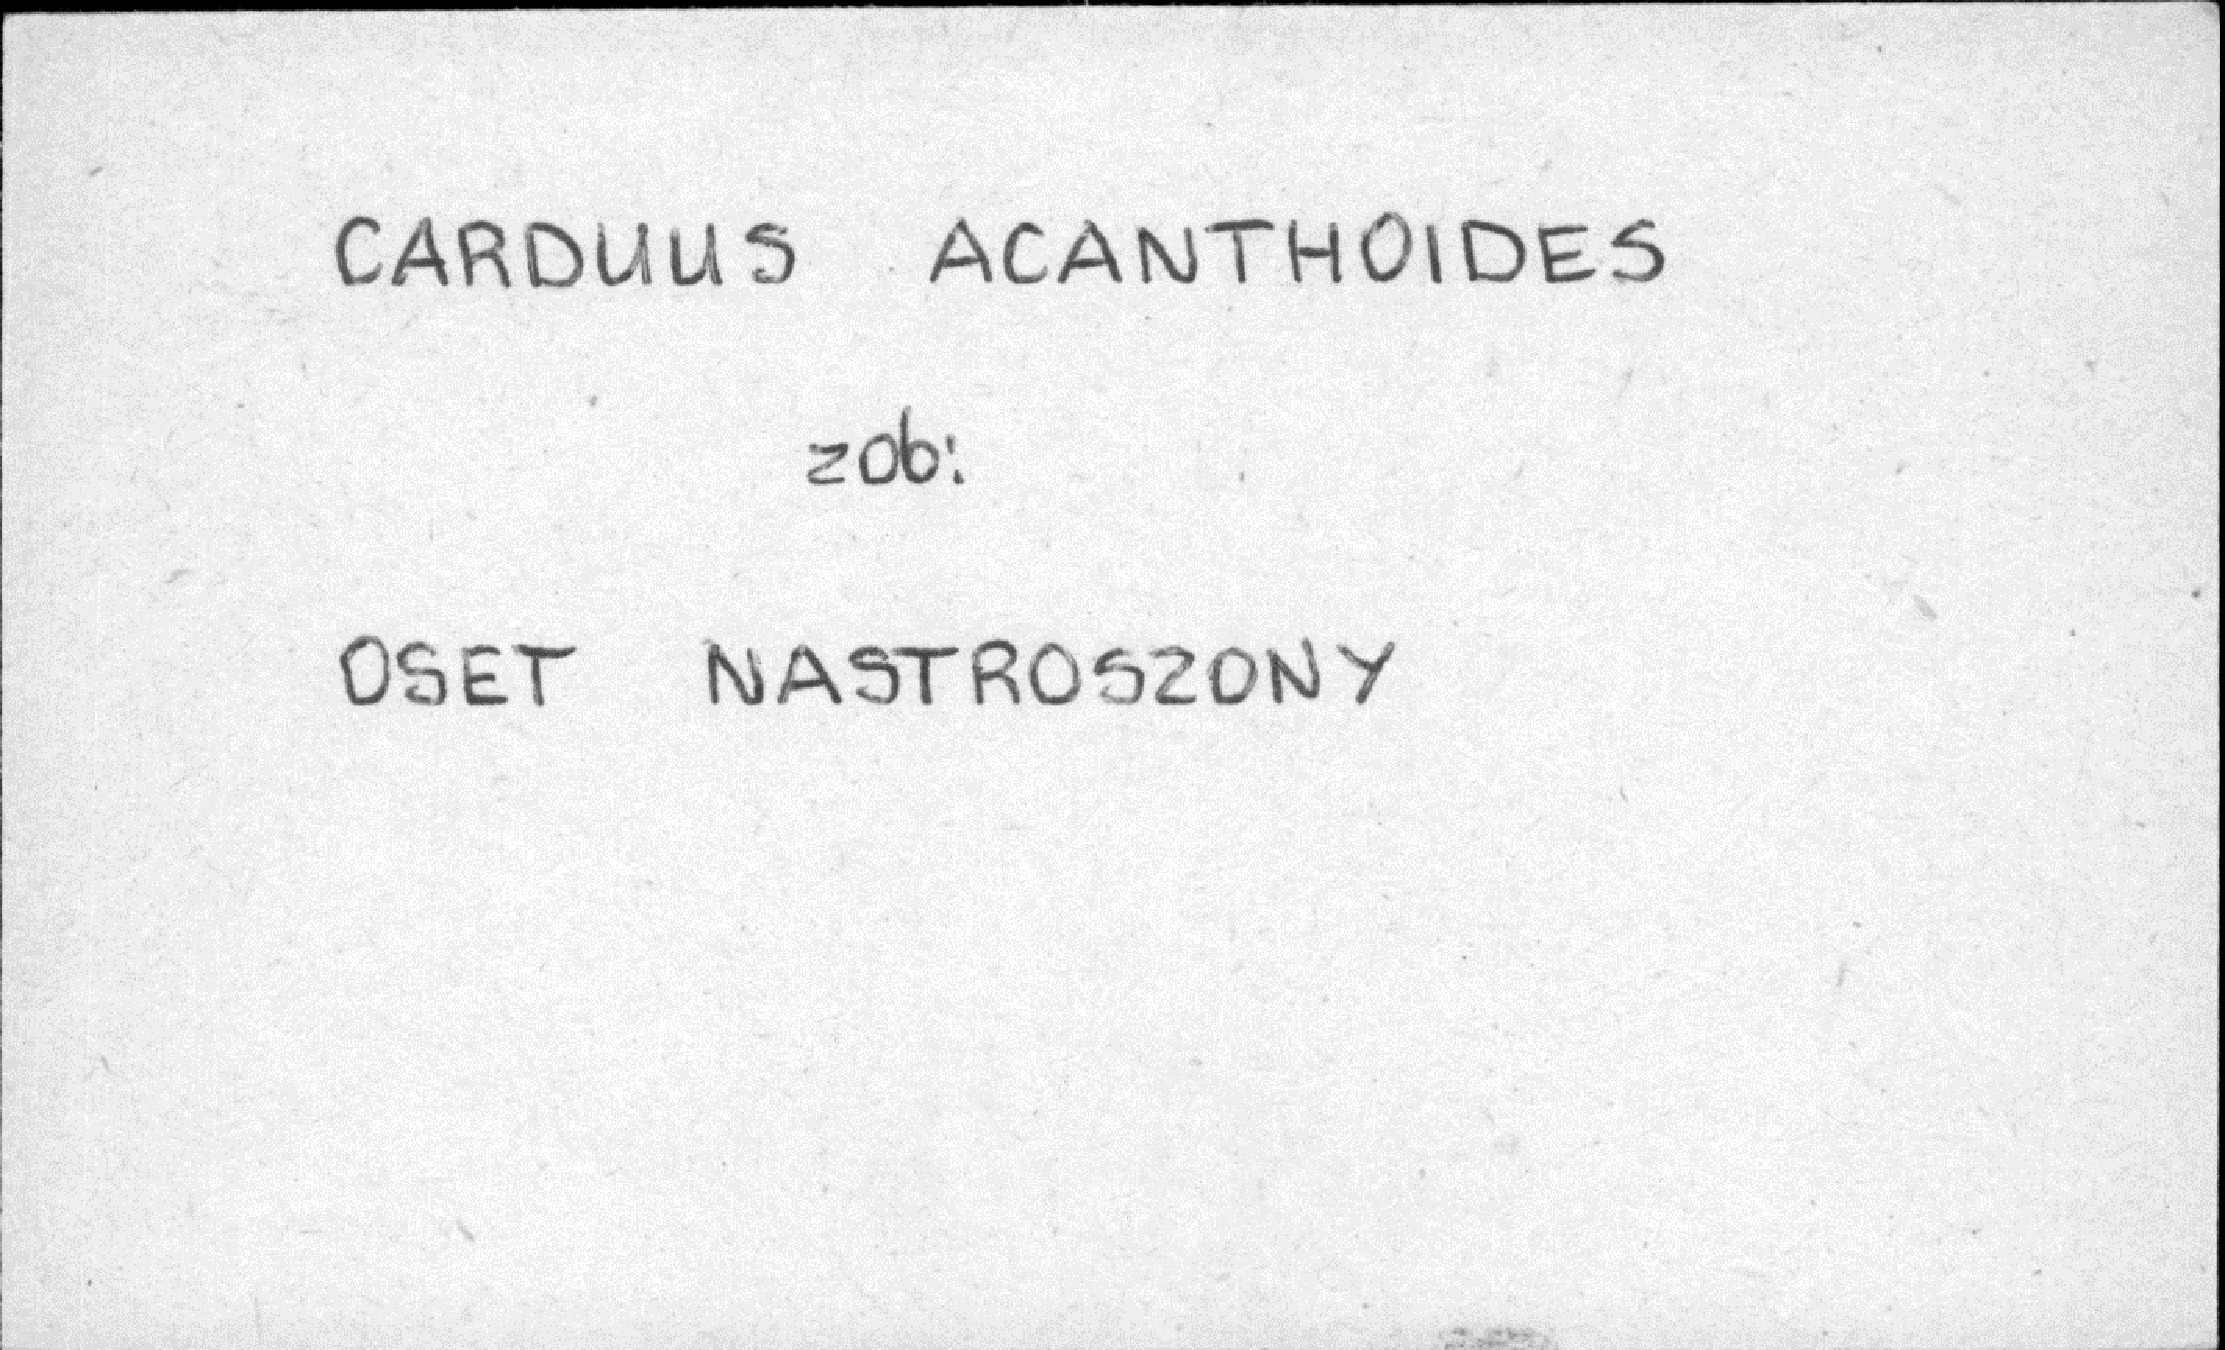 CARDUUS ACANTHOIDES
zob:
OSET NASTROSZONY